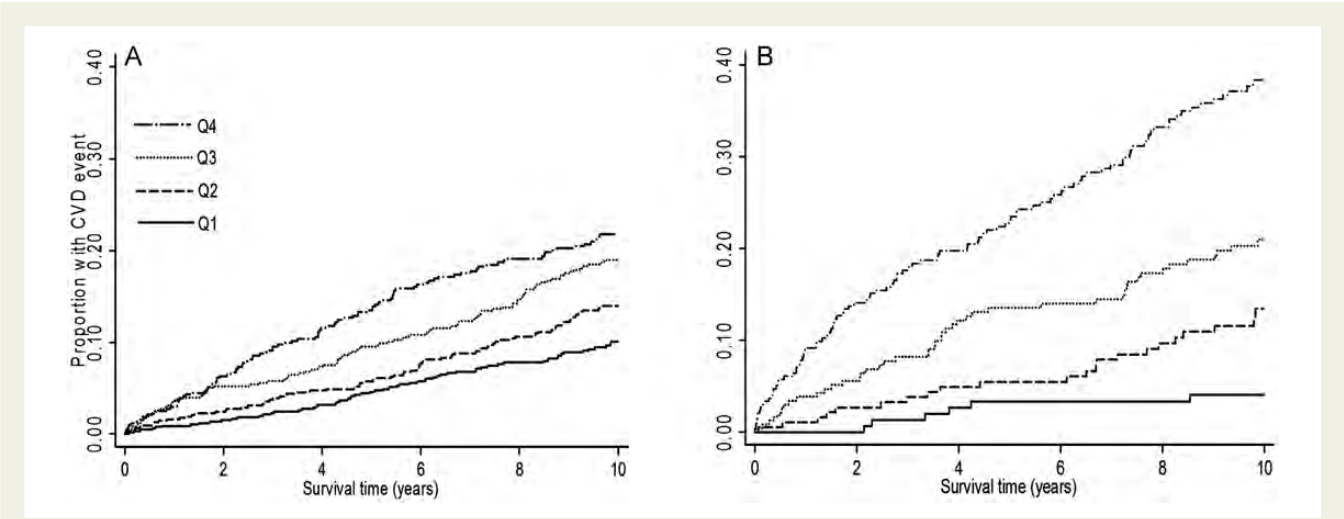 A
Proportion with CVD event
0.40
0.30
0.20
0.10
0.00
Q4
Q3
Q2
Q1
0 2 4 6 8 10
Survival time (years)
B
0.40
0.30
0.20
0.10
0.00
0 2 4 6 8 10
Survival time (years)